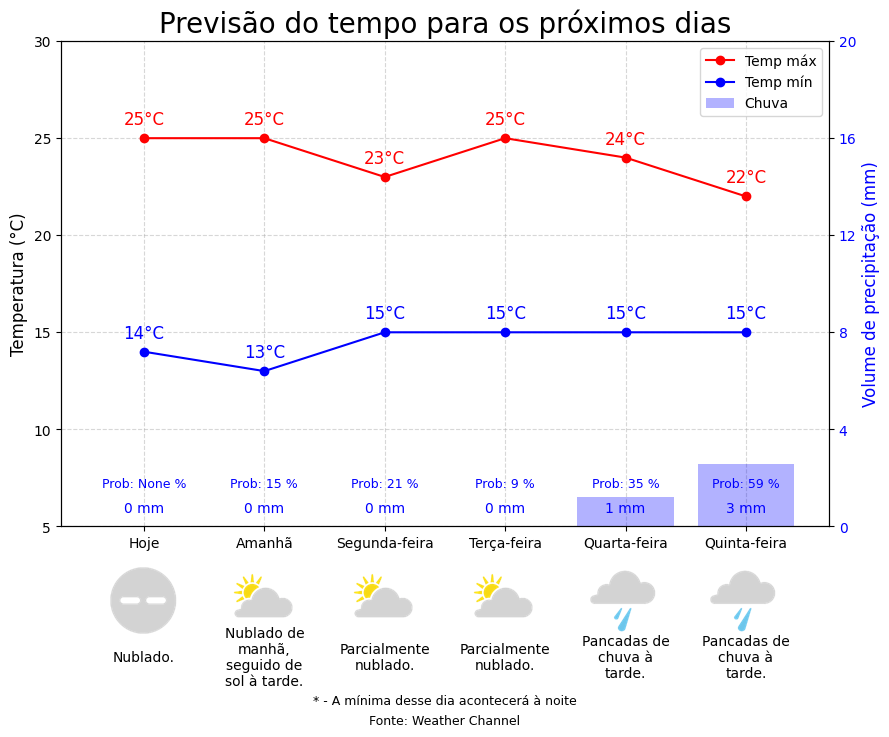 Previsão do tempo para os próximos dias
30
25
20
15
10
5
Temperatura (°C)
20
16
12
8
4
0
Volume de precipitação (mm)
Temp máx
Temp mín
Chuva
25°C 25°C 23°C 25°C 24°C 22°C
14°C 13°C 15°C 15°C 15°C 15°C
Prob: None % Prob: 15 % Prob: 21 % Prob: 9 % Prob: 35 % Prob: 59 %
0 mm 0 mm 0 mm 0 mm 1 mm 3 mm
Hoje Amanhã Segunda-feira Terça-feira Quarta-feira Quinta-feira
Nublado.
Nublado de
manhã,
seguido de
sol à tarde.
Parcialmente
nublado.
Parcialmente
nublado.
Pancadas de
chuva à
tarde.
Pancadas de
chuva à
tarde.
* - A mínima desse dia acontecerá à noite
Fonte: Weather Channel